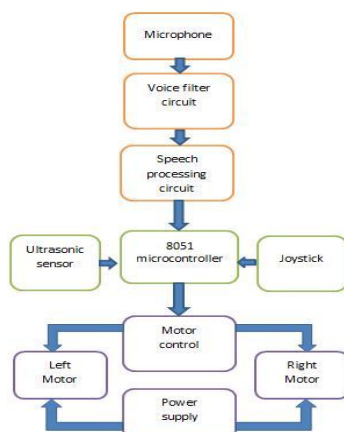 Microphone
Voice filter
circuit
Speech
processing
circuit
Ultrasonic
sensor
8051
microcontroller
Joystick
Motor
control
Left
Motor
Right
Motor
Power
supply